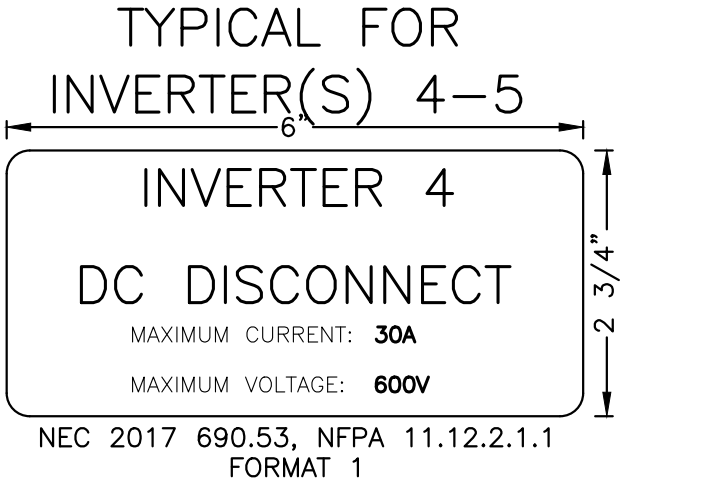 TYPICAL FOR
INVERTER(S) 4-5
6"
INVERTER 4
DC DISCONNECT
MAXIMUM CURRENT: 30A
MAXIMUM VOLTAGE: 600V
2 3/4"
NEC 2017 690.53, NFPA 11.12.2.1.1
FORMAT 1